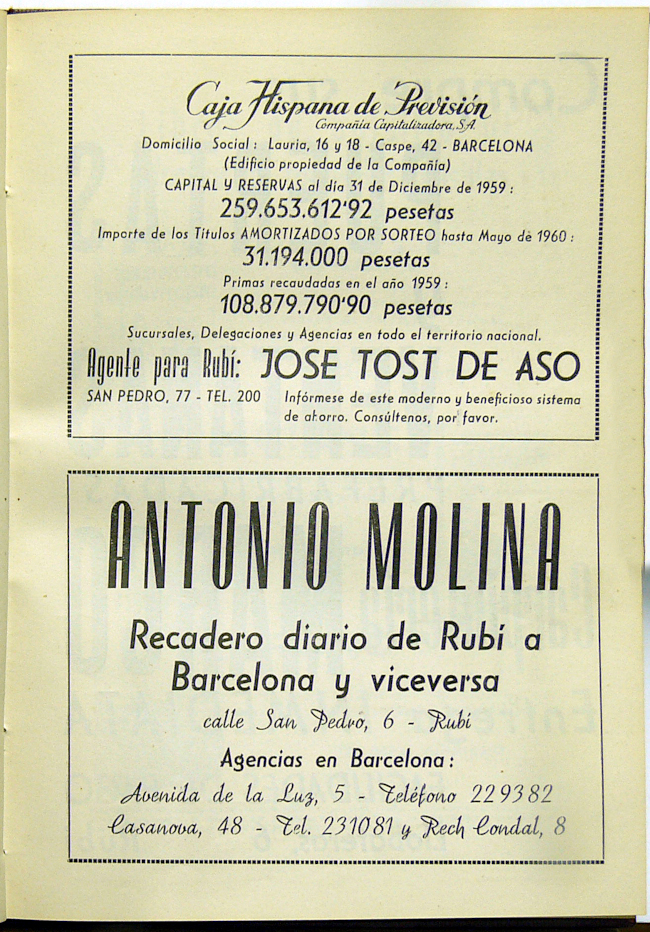 Caja Hispana de Previsión
Compañía Capitalizadora, S.A.
Domicilio Social: Lauria, 16 y 18 - Caspe, 42 - BARCELONA
(Edificio propiedad de la Compañía)
CAPITAL Y RESERVAS al día 31 de Diciembre de 1959:
259.653.612'92 pesetas
Importe de los Títulos AMORTIZADOS POR SORTEO hasta Mayo de 1960:
31.194.000 pesetas
Primas recaudadas en el año 1959:
108.879.790'90 pesetas
Sucursales, Delegaciones y Agencias en todo el territorio nacional.
Agente para Rubí: JOSE TOST DE ASO
SAN PEDRO, 77 - TEL. 200 Infórmese de este moderno y beneficioso sistema
de ahorro. Consúltenos, por favor.
ANTONIO MOLINA
Recadero diario de Rubí a
Barcelona y viceversa
calle San Pedro, 6 - Rubí
Agencias en Barcelona:
Avenida de la Luz, 5 - Teléfono 229382
Casanova, 48 - Tel. 231081 y Rech Condal, 8